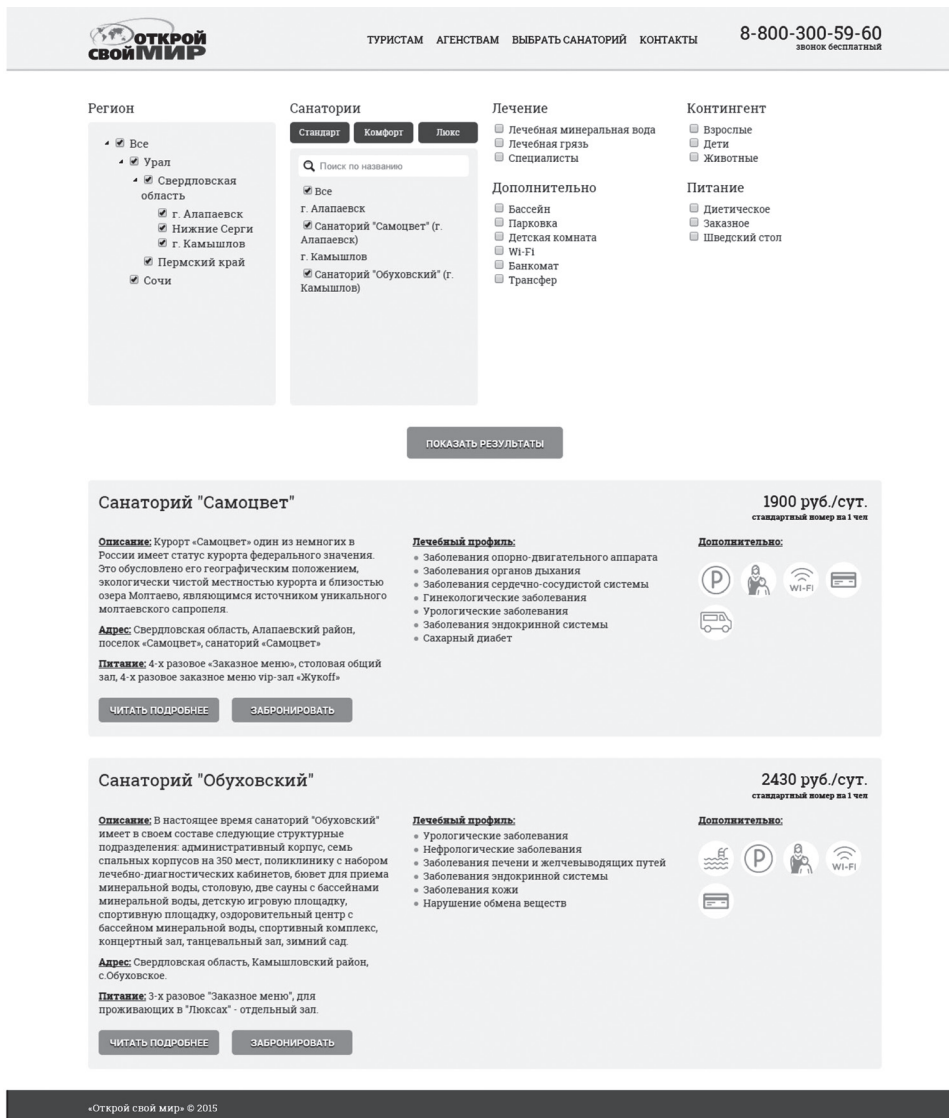 ОТКРОЙ
СВОЙ МИР
ТУРИСТАМ АГЕНСТВАМ ВЫБРАТЬ САНАТОРИЙ КОНТАКТЫ
8-800-300-59-60
звонок бесплатный
Регион
Все
Урал
Свердловская
область
г. Алапаевск
Нижние Серги
г. Камышлов
Пермский край
Сочи
Санатории
Стандарт Комфорт Люкс
Поиск по названию
Все
г. Алапаевск
Санаторий "Самоцвет" (г.
Алапаевск)
г. Камышлов
Санаторий "Обуховский" (г.
Камышлов)
Лечение
Лечебная минеральная вода
Лечебная грязь
Специалисты
Дополнительно
Бассейн
Парковка
Детская комната
Wi-Fi
Банкомат
Трансфер
Контингент
Взрослые
Дети
Животные
Питание
Диетическое
Заказное
Шведский стол
ПОКАЗАТЬ РЕЗУЛЬТАТЫ
Санаторий "Самоцвет"
1900 руб./сут.
стандартный номер на 1 чел
Описание: Курорт «Самоцвет» один из немногих в
России имеет статус курорта федерального значения.
Это обусловлено его географическим положением,
экологически чистой местностью курорта и близостью
озера Молтаево, являющимся источником уникального
молтаевского сапропеля.
Адрес: Свердловская область, Алапаевский район,
поселок «Самоцвет», санаторий «Самоцвет»
Питание: 4-х разовое «Заказное меню», столовая общий
зал, 4-х разовое заказное меню vip-зал «Жукоff»
Лечебный профиль:
Заболевания опорно-двигательного аппарата
Заболевания органов дыхания
Заболевания сердечно-сосудистой системы
Гинекологические заболевания
Урологические заболевания
Заболевания эндокринной системы
Сахарный диабет
Дополнительно:
P
WI-FI
ЧИТАТЬ ПОДРОБНЕЕ ЗАБРОНИРОВАТЬ
Санаторий "Обуховский"
2430 руб./сут.
стандартный номер на 1 чел
Описание: В настоящее время санаторий "Обуховский"
имеет в своем составе следующие структурные
подразделения: административный корпус, семь
спальных корпусов на 350 мест, поликлинику с набором
лечебно-диагностических кабинетов, бювет для приема
минеральной воды, столовую, две сауны с бассейнами
минеральной воды, детскую игровую площадку,
спортивную площадку, оздоровительный центр с
бассейном минеральной воды, спортивный комплекс,
концертный зал, танцевальный зал, зимний сад.
Адрес: Свердловская область, Камышловский район,
с.Обуховское.
Питание: 3-х разовое "Заказное меню", для
проживающих в "Люксах" - отдельный зал.
Лечебный профиль:
Урологические заболевания
Нефрологические заболевания
Заболевания печени и желчевыводящих путей
Заболевания эндокринной системы
Заболевания кожи
Нарушение обмена веществ
Дополнительно:
P
WI-FI
ЧИТАТЬ ПОДРОБНЕЕ ЗАБРОНИРОВАТЬ
«Открой свой мир» © 2015